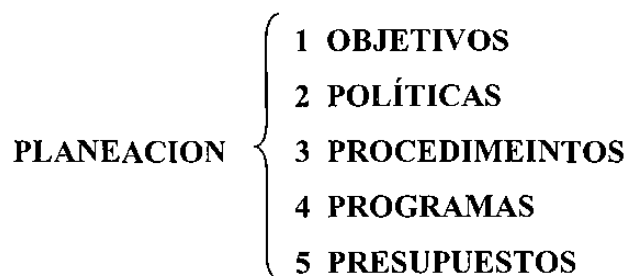 1 OBJETIVOS
2 POLÍTICAS
PLANEACION
3 PROCEDIMEINTOS
4 PROGRAMAS
5 PRESUPUESTOS